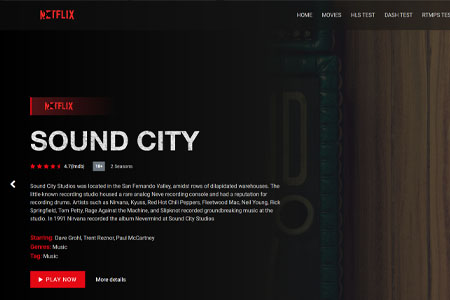 NETFLIX
HOME MOVIES HLS TEST DASH TEST RTMPS TES
NETFLIX
SOUND CITY
4.7(Imdb) 18+ 2 Seasons
Sound City Studios was located in the San Fernando Valley, amidst rows of dilapidated warehouses. The
little-known recording studio housed a rare analog Neve recording console and had a reputation for
recording drums. Artists such as Nirvana, Kyuss, Red Hot Chili Peppers, Fleetwood Mac, Neil Young, Rick
Springfield, Tom Petty, Rage Against the Machine, and Slipknot recorded groundbreaking music at the
studio. In 1991 Nirvana recorded the album Nevermind at Sound City Studios
Starring: Dave Grohl, Trent Reznor, Paul McCartney
Genres: Music
Tag: Music
PLAY NOW More details